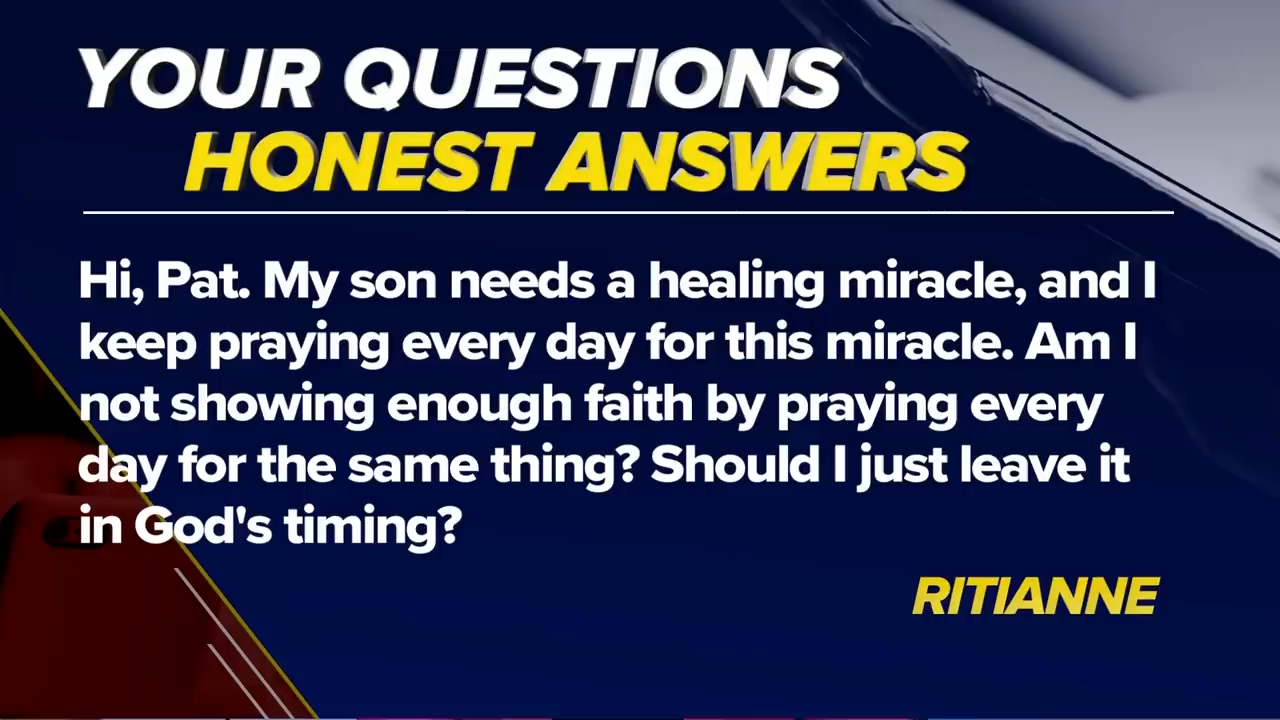 YOUR QUESTIONS
HONEST ANSWERS
Hi, Pat. My son needs a healing miracle, and I
keep praying every day for this miracle. Am I
not showing enough faith by praying every
day for the same thing? Should I just leave it
in God's timing?
RITIANNE